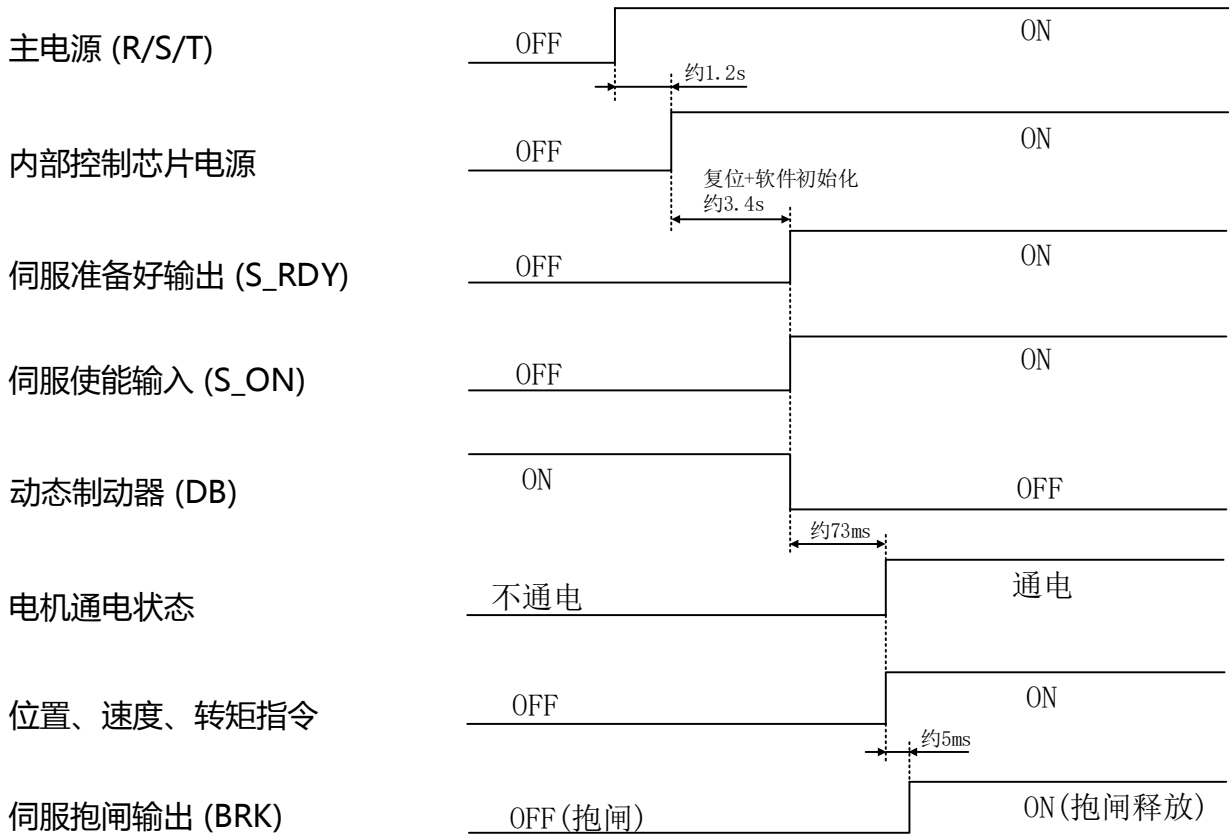 主电源 (R/S/T)
OFF
ON
约1.2s
内部控制芯片电源
OFF
ON
复位+软件初始化
约3.4s
伺服准备好输出 (S_RDY)
OFF
ON
伺服使能输入 (S_ON)
OFF
ON
动态制动器 (DB)
ON
OFF
约73ms
电机通电状态
不通电
通电
位置、速度、转矩指令
OFF
ON
约5ms
伺服抱闸输出 (BRK)
OFF(抱闸)
ON(抱闸释放)